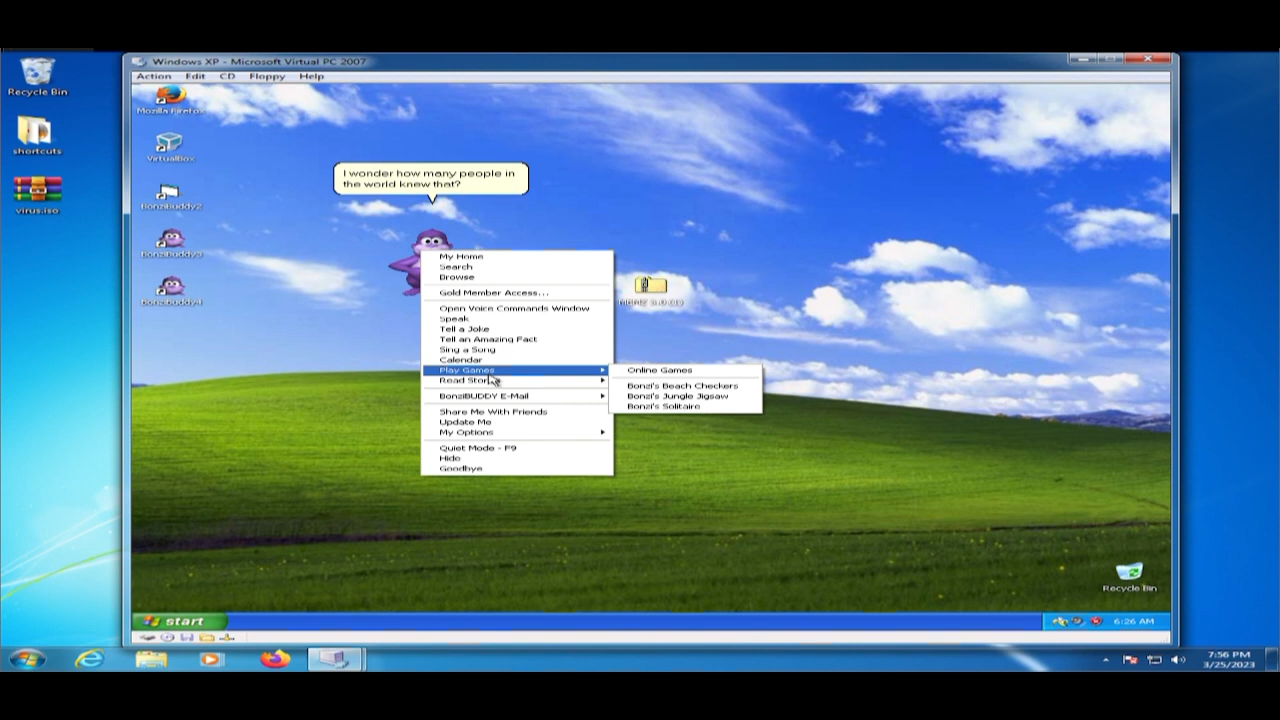 Recycle Bin
shortcuts
virus.iso
Windows XP - Microsoft Virtual PC 2007
Action Edit CD Floppy Help
Mozilla Firefox
VirtualBox
BonziBuddy2
BonziBuddy3
BonziBuddy4
I wonder how many people in
the world knew that?
My Home
Search
Browse
Gold Member Access...
Open Voice Commands Window
Speak
Tell a Joke
Tell an Amazing Fact
Sing a Song
Calendar
Play Games
Read Stor
BonziBUDDY E-Mail
Share Me With Friends
Update Me
My Options
Quiet Mode - F9
Hide
Goodbye
Online Games
Bonzi's Beach Checkers
Bonzi's Jungle Jigsaw
Bonzi's Solitaire
Recycle Bin
start
6:26 AM
7:56 PM
3/25/2023